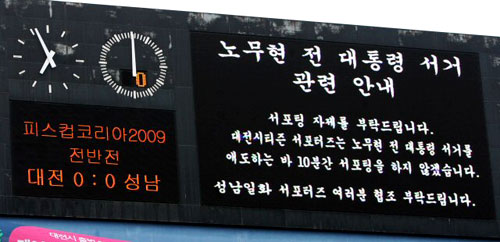 0
피스컵코리아2009
전반전
대전 0 : 0 성남
노무현 전 대통령 서거
관련 안내
서포팅 자제를 부탁드립니다.
대전시티즌 서포터즈는 노무현 전 대통령 서거를
애도하는 바 10분간 서포팅을 하지 않겠습니다.
성남일화 서포터즈 여러분 협조 부탁드립니다.